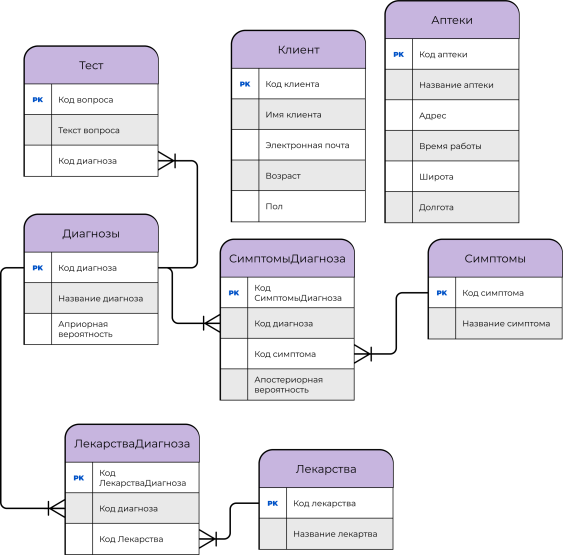 Тест
PK Код вопроса
Текст вопроса
Код диагноза
Клиент
PK Код клиента
Имя клиента
Электронная почта
Возраст
Пол
Аптеки
PK Код аптеки
Название аптеки
Адрес
Время работы
Широта
Долгота
Диагнозы
PK Код диагноза
Название диагноза
Априорная
вероятность
СимптомыДиагноза
PK Код
СимптомыДиагноза
Код диагноза
Код симптома
Апостериорная
вероятность
Симптомы
PK Код симптома
Название симптома
ЛекарстваДиагноза
PK Код
ЛекарстваДиагноза
Код диагноза
Код Лекарства
Лекарства
PK Код лекарства
Название лекартва